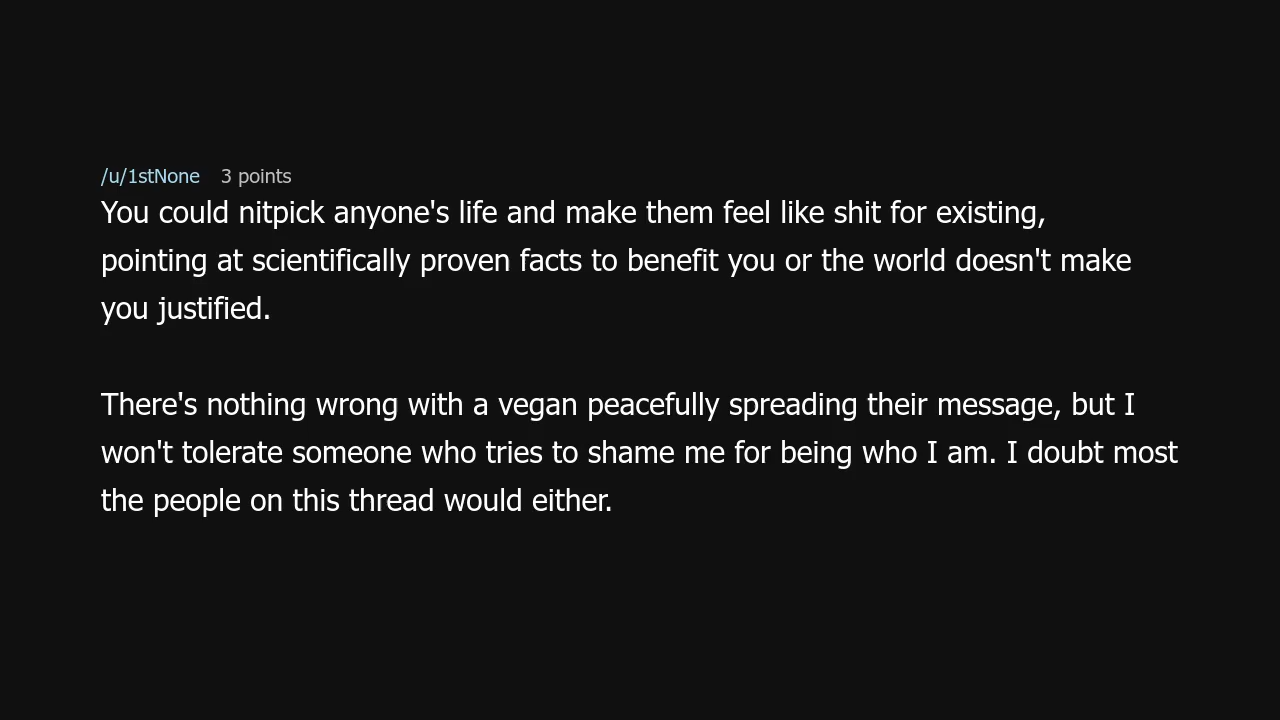 /u/1stNone 3 points
You could nitpick anyone's life and make them feel like shit for existing,
pointing at scientifically proven facts to benefit you or the world doesn't make
you justified.
There's nothing wrong with a vegan peacefully spreading their message, but I
won't tolerate someone who tries to shame me for being who I am. I doubt most
the people on this thread would either.